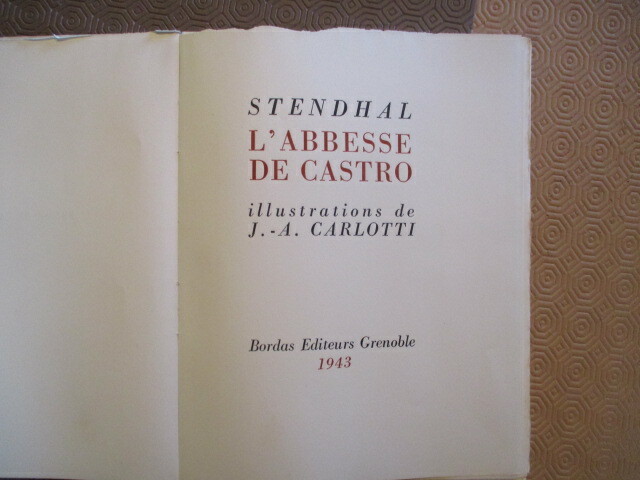 STENDHAL
L'ABBESSE
DE CASTRO
illustrations de
J.-A. CARLOTTI
Bordas Editeurs Grenoble
1943